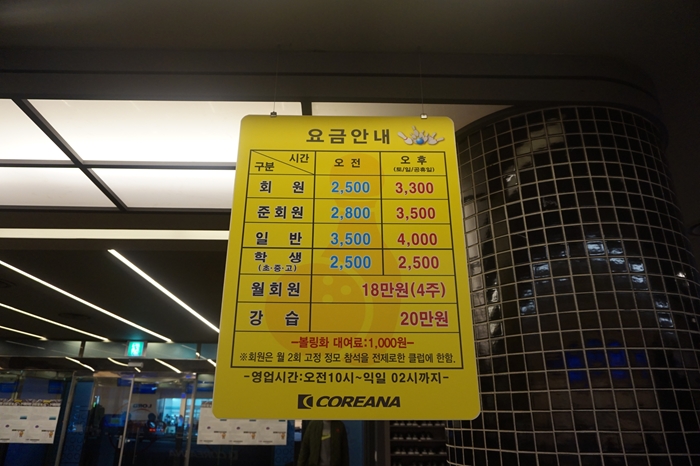 요금안내
시간 오 전 오 후
구분 (토/일/공휴일)
회 원 2,500 3,300
준회원 2,800 3,500
일 반 3,500 4,000
학 생 2,500 2,500
(초·중·고)
월회원 18만원(4주)
강 습 20만원
-볼링화 대여료:1,000원-
※회원은 월 2회 고정 정모 참석을 전제로한 클럽에 한함.
-영업시간:오전10시~익일 02시까지-
COREANA